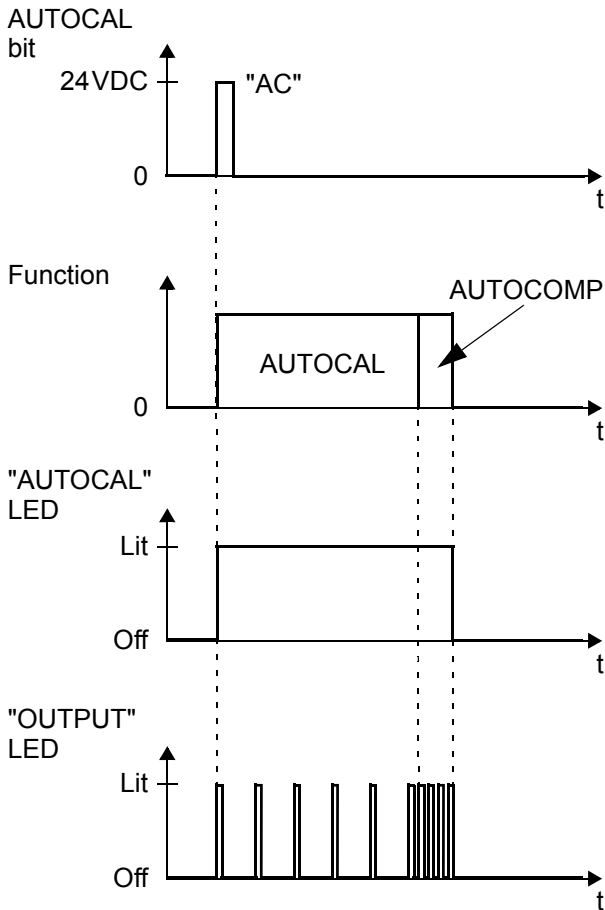 AUTOCAL
bit
24VDC
"AC"
0
t
Function
AUTOCOMP
AUTOCAL
0
t
"AUTOCAL"
LED
Lit
Off
t
"OUTPUT"
LED
Lit
Off
t